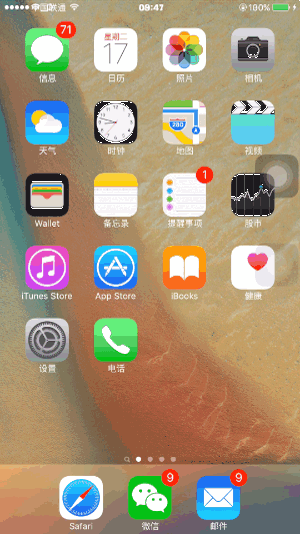 中国联通 09:47 100%
71
星期二
17
信息 日历 照片 相机
280
天气 时钟 地图 视频
1
Wallet 备忘录 提醒事项 股市
iTunes Store App Store iBooks 健康
设置 电话
9 9
Safari 微信 邮件